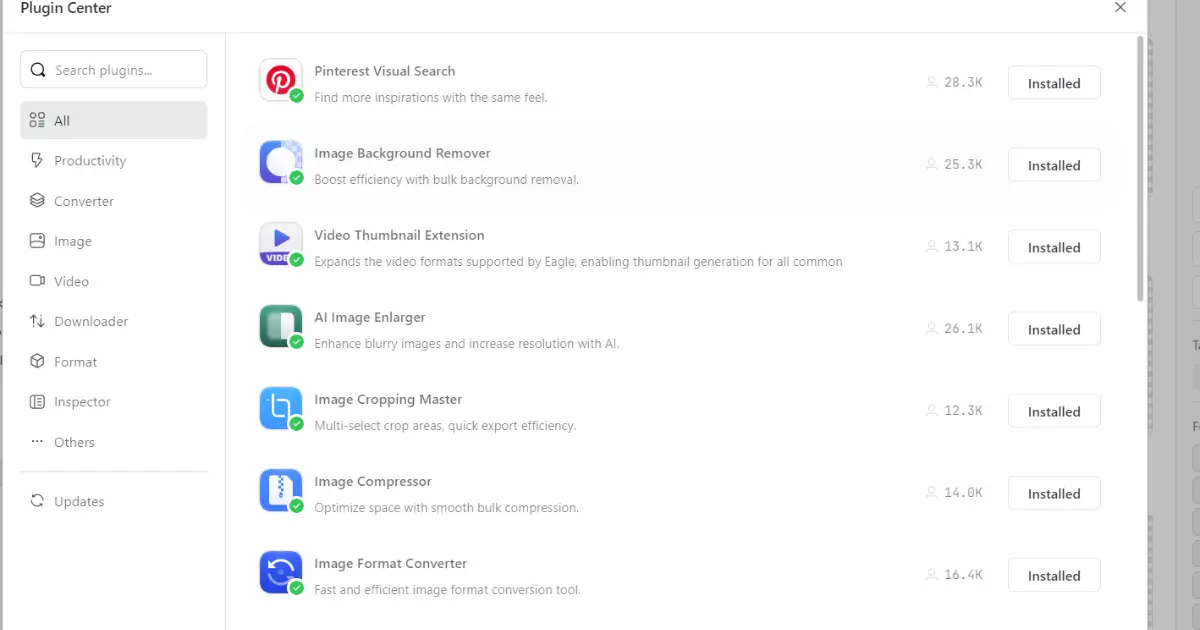 Plugin Center
Search plugins...
All
Productivity
Converter
Image
Video
Downloader
Format
Inspector
Others
Updates
Pinterest Visual Search
Find more inspirations with the same feel.
28.3K
Installed
Image Background Remover
Boost efficiency with bulk background removal.
25.3K
Installed
VIDE
Video Thumbnail Extension
Expands the video formats supported by Eagle, enabling thumbnail generation for all common
13.1K
Installed
AI Image Enlarger
Enhance blurry images and increase resolution with AI.
26.1K
Installed
Image Cropping Master
Multi-select crop areas, quick export efficiency.
12.3K
Installed
Image Compressor
Optimize space with smooth bulk compression.
14.0K
Installed
Image Format Converter
Fast and efficient image format conversion tool.
16.4K
Installed